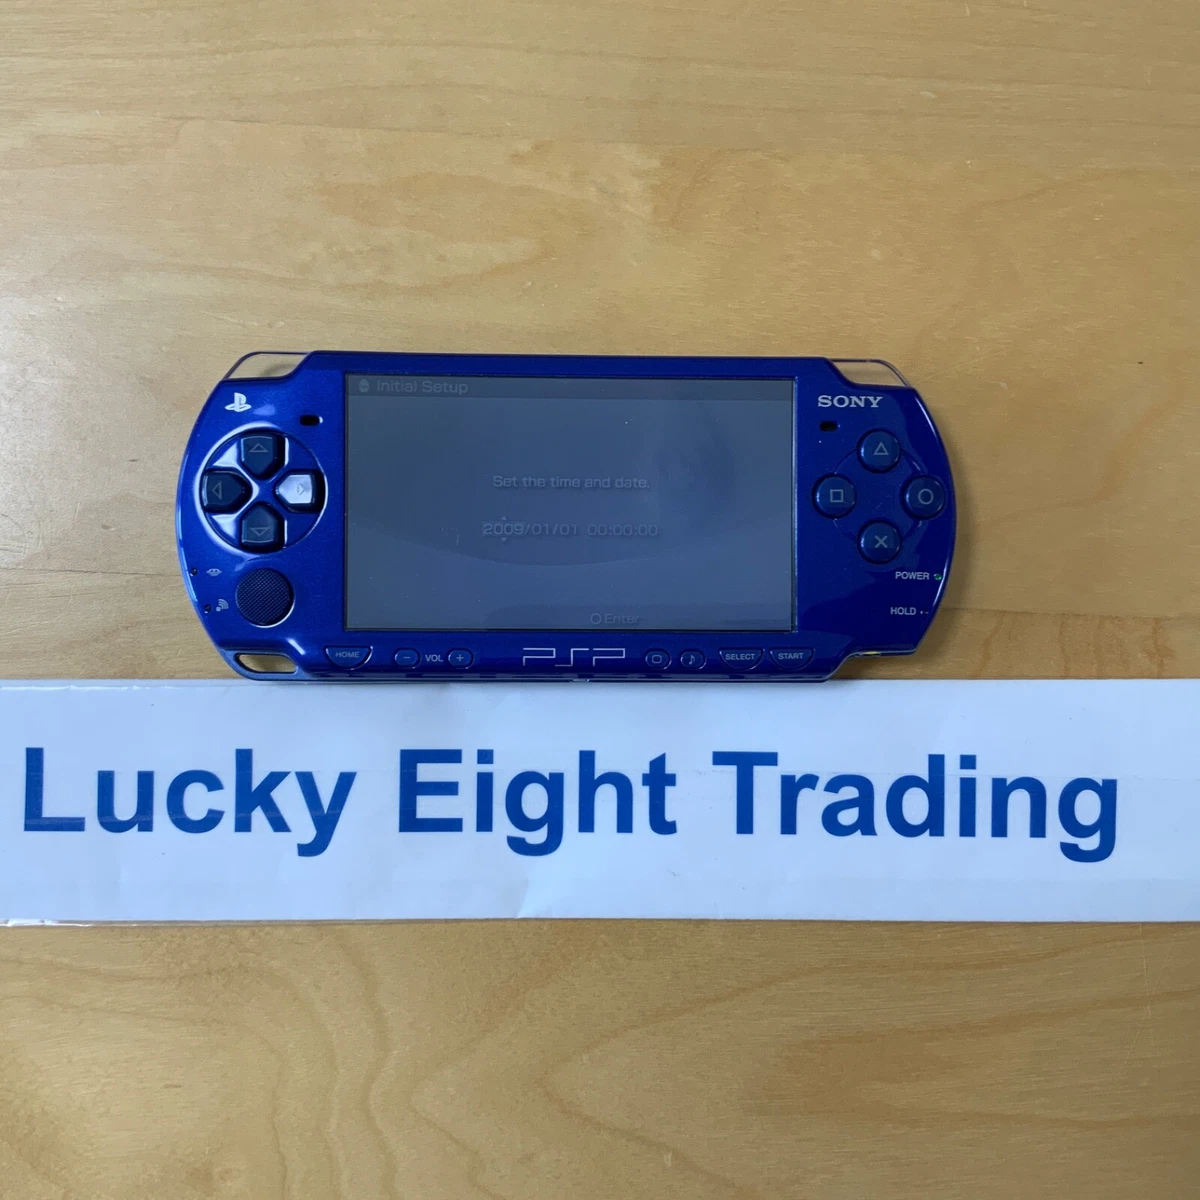 Initial Setup
SONY
Set the time and date.
2009/01/01 00:00:00
POWER
HOLD
Enter
HOME
VOL
PSP
SELECT
START
Lucky Eight Trading